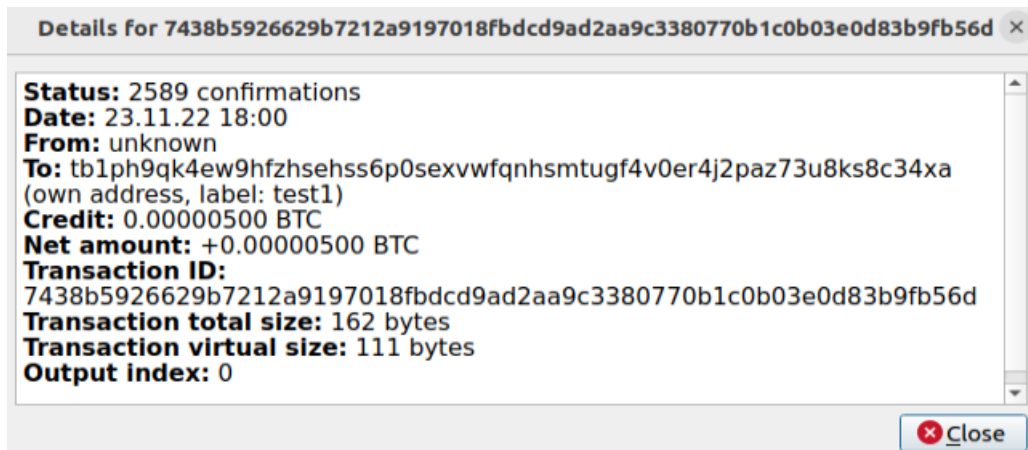 Details for 7438b5926629b7212a9197018fbdcd9ad2aa9c3380770b1c0b03e0d83b9fb56d
Status: 2589 confirmations
Date: 23.11.22 18:00
From: unknown
To: tb1ph9qk4ew9hfzhsehss6p0sexvwfqnhsmtugf4v0er4j2paz73u8ks8c34xa
(own address, label: test1)
Credit: 0.00000500 BTC
Net amount: +0.00000500 BTC
Transaction ID:
7438b5926629b7212a9197018fbdcd9ad2aa9c3380770b1c0b03e0d83b9fb56d
Transaction total size: 162 bytes
Transaction virtual size: 111 bytes
Output index: 0
Close